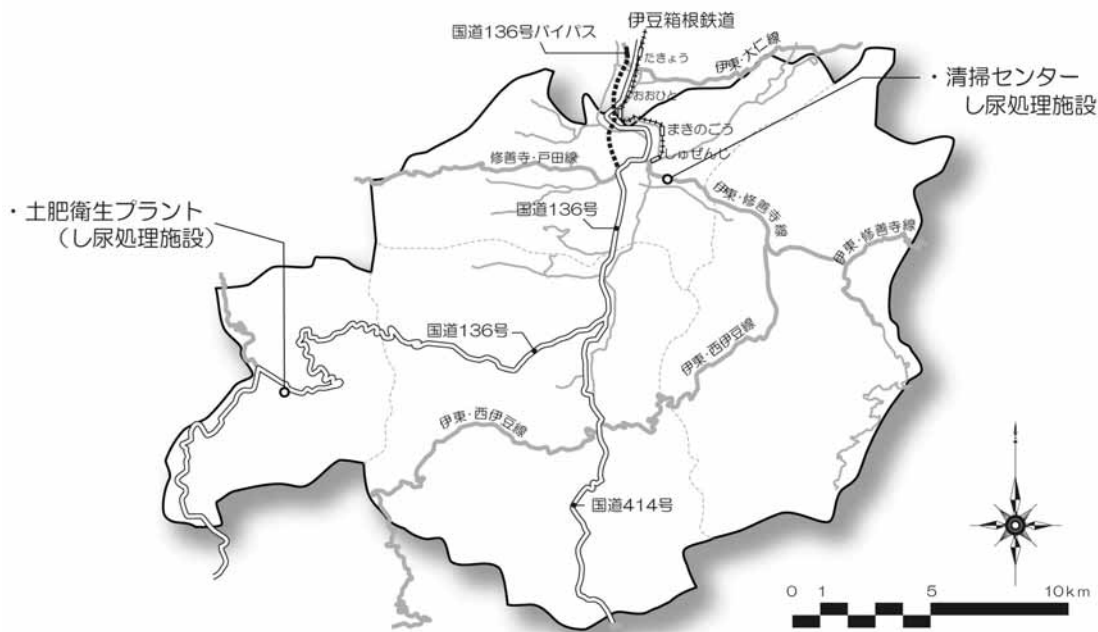 伊豆箱根鉄道
国道136号バイパス
たきょう
伊東・大仁線
おおひと
・清掃センター
し尿処理施設
まきのこう
しゅぜんじ
修善寺・戸田線
伊東・修善寺線
・土肥衛生プラント
（し尿処理施設）
国道136号
伊東・修善寺線
国道136号
伊東・西伊豆線
伊東・西伊豆線
国道414号
0 1 5 10km